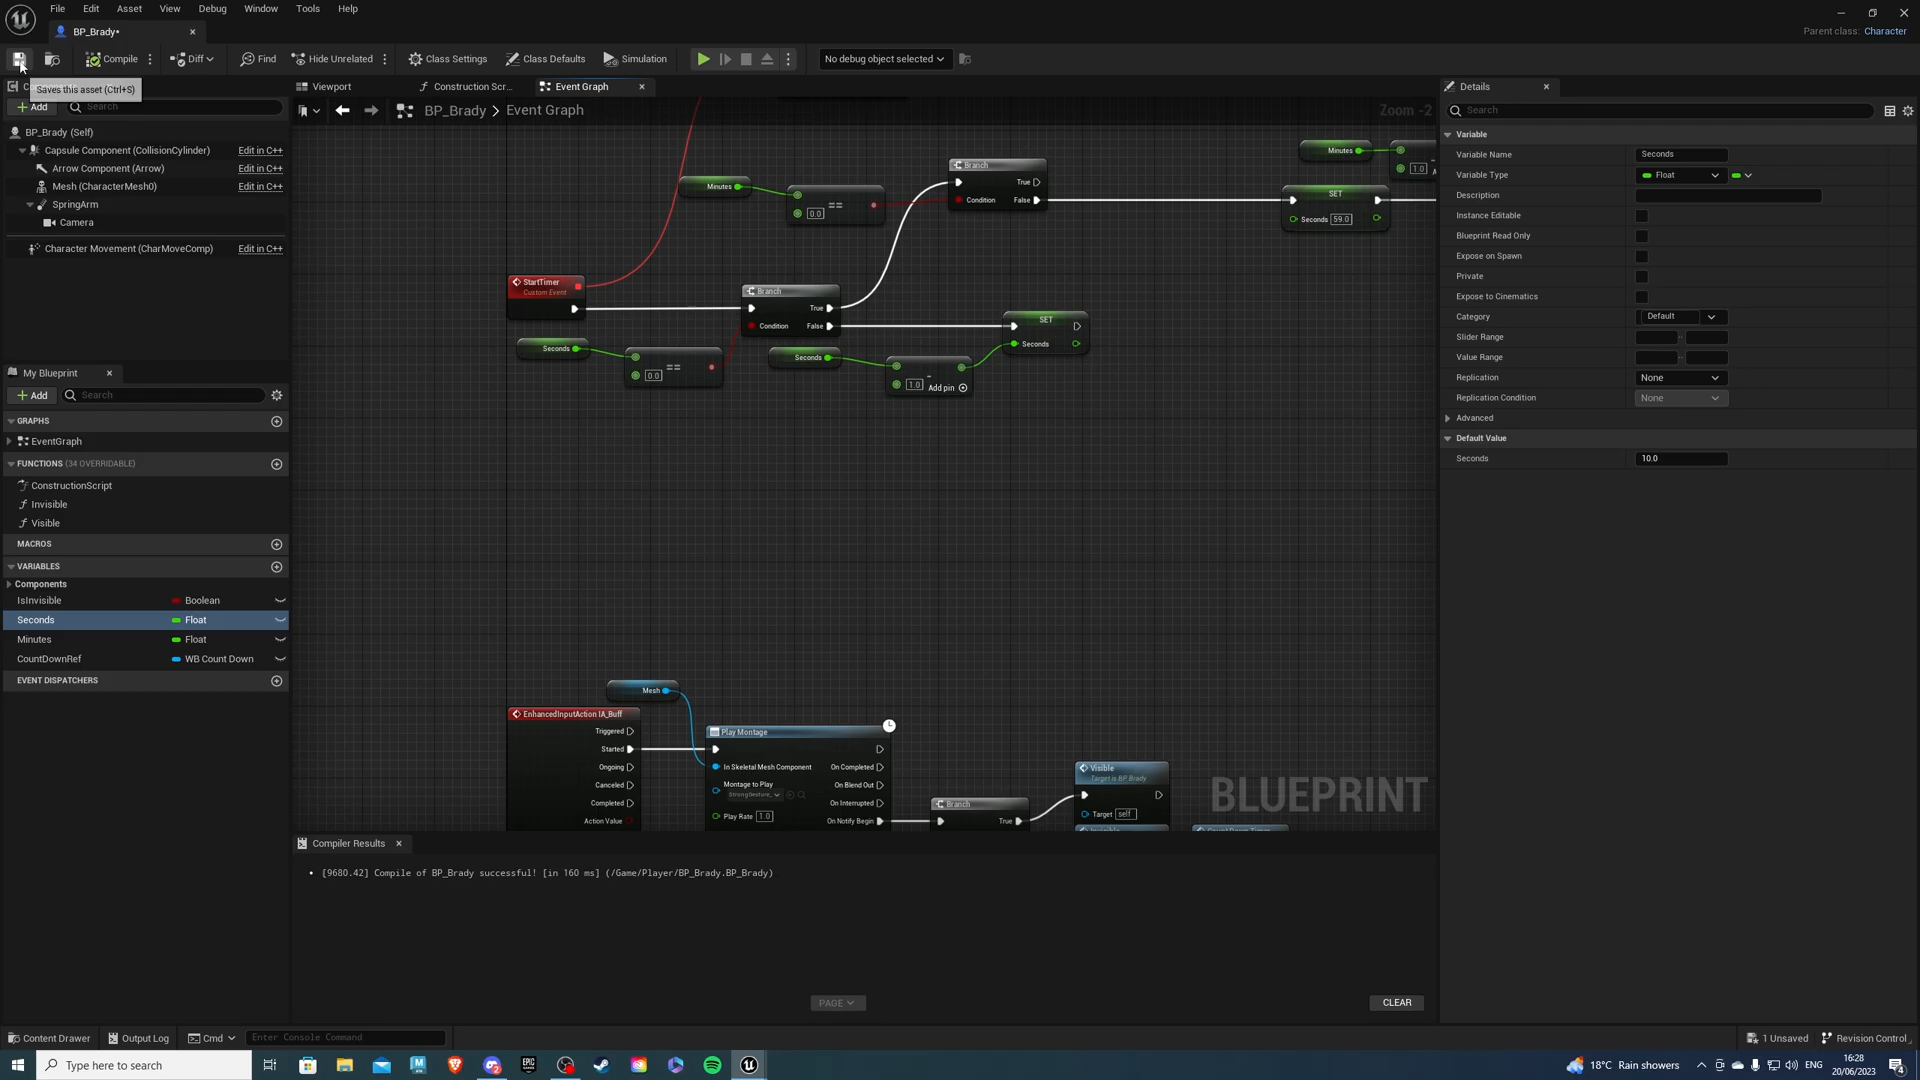 File Edit Asset View Debug Window Tools Help
BP_Brady*
Parent class: Character
Compile Diff Find Hide Unrelated Class Settings Class Defaults Simulation No debug object selected
Saves this asset (Ctrl+S)
Viewport Construction Scr... Event Graph Details
Add Search
BP_Brady > Event Graph
Zoom -2
Search
BP_Brady (Self)
Capsule Component (CollisionCylinder) Edit in C++
Arrow Component (Arrow) Edit in C++
Mesh (CharacterMesh0) Edit in C++
SpringArm
Camera
Character Movement (CharMoveComp) Edit in C++
My Blueprint
Add Search
GRAPHS
EventGraph
FUNCTIONS (34 OVERRIDABLE)
ConstructionScript
Invisible
Visible
MACROS
VARIABLES
Components
IsInvisible Boolean
Seconds Float
Minutes Float
CountDownRef WB Count Down
EVENT DISPATCHERS
Minutes
0.0 ==
Branch
True
Condition False
Minutes
1.0
SET
Seconds 59.0
StartTimer
Custom Event
Branch
True
Condition False
Seconds
0.0 ==
Seconds
1.0 - Add pin
SET
Seconds
Mesh
EnhancedInputAction IA_Buff
Triggered
Started
Ongoing
Canceled
Completed
Action Value
Play Montage
In Skeletal Mesh Component On Completed
Montage to Play On Blend Out
StrongGesture_
On Interrupted
Play Rate 1.0
On Notify Begin
Branch
True
Visible
Target is BP Brady
Target self
BLUEPRINT
Variable
Variable Name Seconds
Variable Type Float
Description
Instance Editable
Blueprint Read Only
Expose on Spawn
Private
Expose to Cinematics
Category Default
Slider Range
Value Range
Replication None
Replication Condition None
Advanced
Default Value
Seconds 10.0
Compiler Results
[9680.42] Compile of BP_Brady successful! [in 160 ms] (/Game/Player/BP_Brady.BP_Brady)
PAGE CLEAR
Content Drawer Output Log Cmd Enter Console Command 1 Unsaved Revision Control
Type here to search
18°C Rain showers ENG
16:28
20/06/2023
4